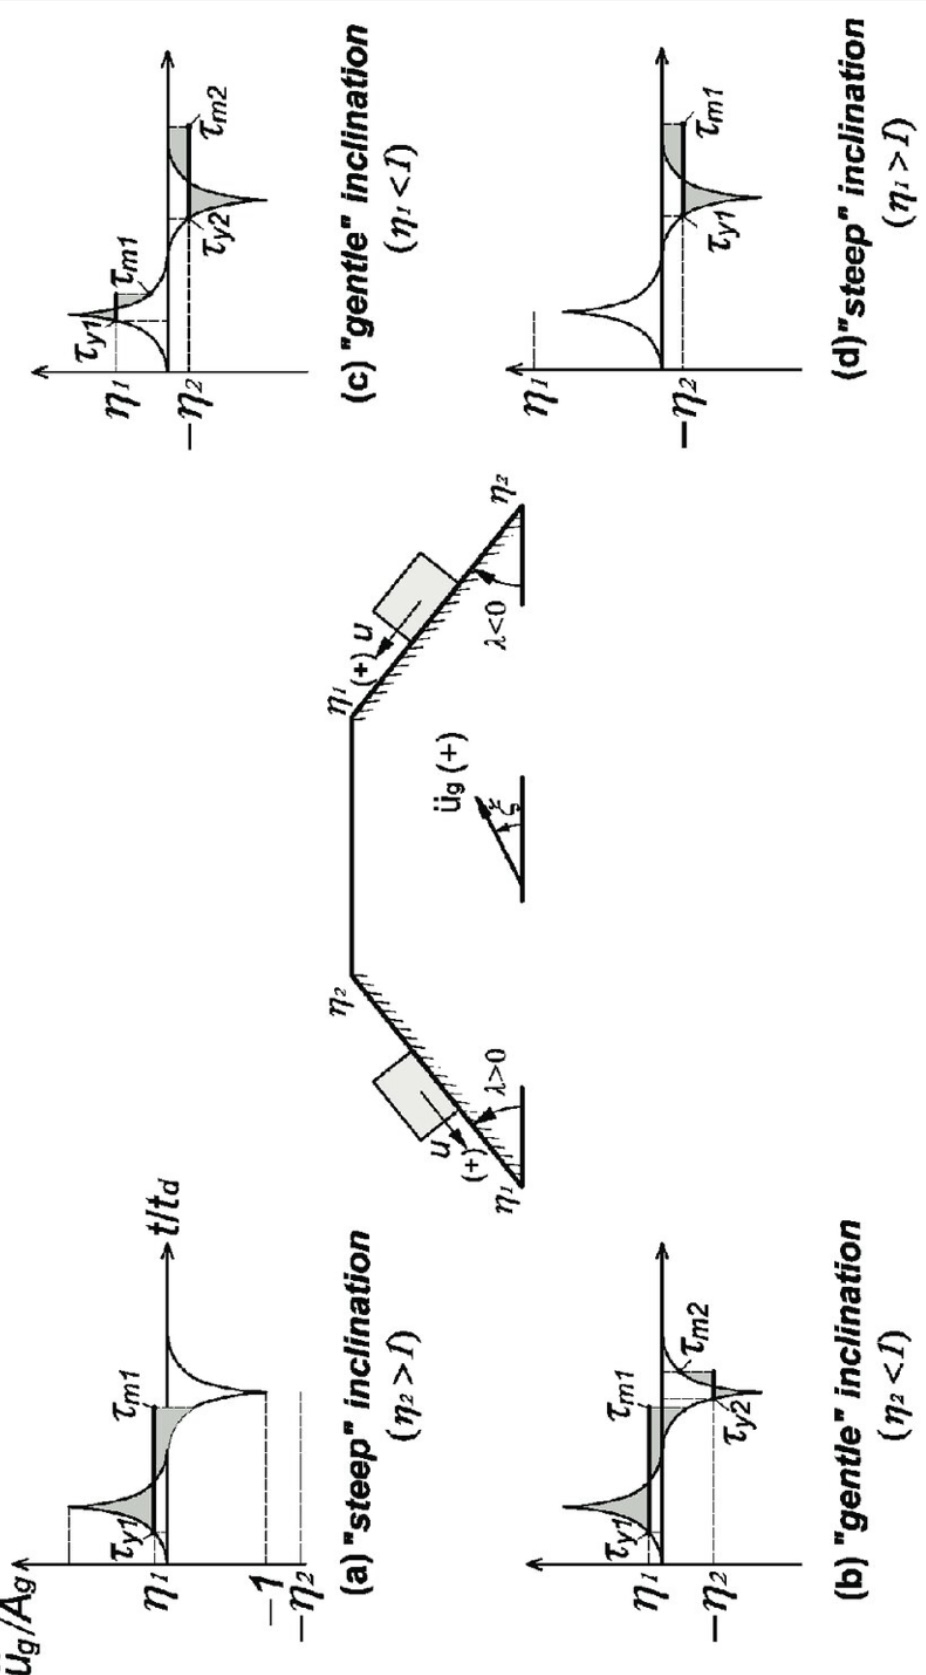 üg/Ag
τy1
τm1
t/td
η1
−1
−η2
(a) "steep" inclination
(η2 > 1)
τy1
τm1
η1
−η2
τy2
τm2
(c) "gentle" inclination
(η1 < 1)
η2
η1
u
(+)
(+) u
üg (+)
ξ
η1
λ>0
λ<0
η2
τy1
τm1
η1
−η2
τy2
τm2
(b) "gentle" inclination
(η2 < 1)
η1
−η2
τy1
τm1
(d) "steep" inclination
(η1 > 1)